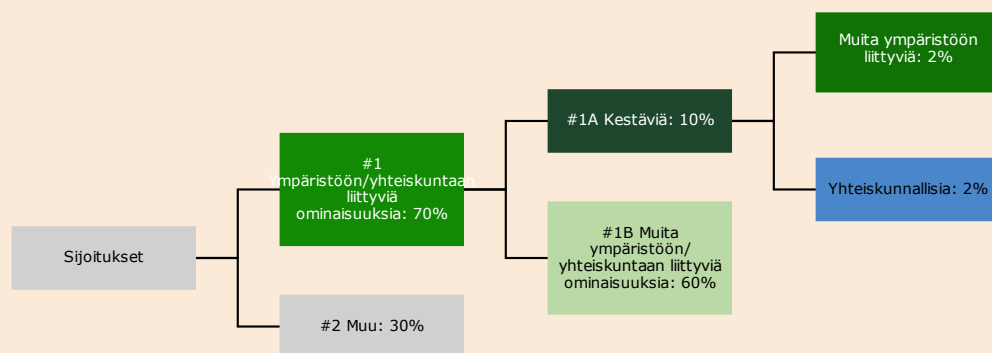 Sijoitukset
#1
Ympäristöön/yhteiskuntaan
liittyviä
ominaisuuksia: 70%
#2 Muu: 30%
#1A Kestäviä: 10%
#1B Muita
ympäristöön/
yhteiskuntaan liittyviä
ominaisuuksia: 60%
Muita ympäristöön
liittyviä: 2%
Yhteiskunnallisia: 2%